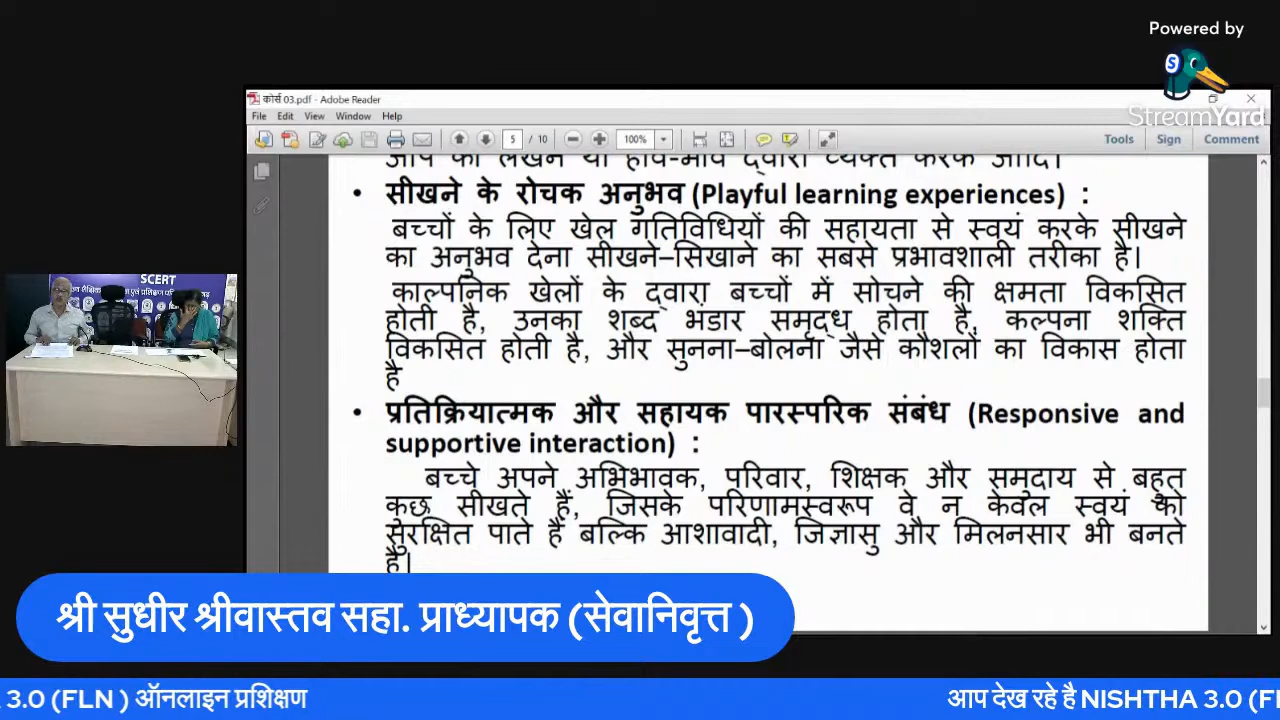 Powered by
StreamYard
कोर्स 03.pdf - Adobe Reader
File Edit View Window Help
5 / 10 100% Tools Sign Comment
• सीखने के रोचक अनुभव (Playful learning experiences) :
बच्चों के लिए खेल गतिविधियों की सहायता से स्वयं करके सीखने
का अनुभव देना सीखने–सिखाने का सबसे प्रभावशाली तरीका है।
काल्पनिक खेलों के द्वारा बच्चों में सोचने की क्षमता विकसित
होती है, उनका शब्द भंडार समृद्ध होता है, कल्पना शक्ति
विकसित होती है, और सुनना–बोलना जैसे कौशलों का विकास होता
है
• प्रतिक्रियात्मक और सहायक पारस्परिक संबंध (Responsive and
supportive interaction) :
बच्चे अपने अभिभावक, परिवार, शिक्षक और समुदाय से बहुत
कुछ सीखते हैं, जिसके परिणामस्वरूप वे न केवल स्वयं को
सुरक्षित पाते हैं बल्कि आशावादी, जिज्ञासु और मिलनसार भी बनते
है।
SCERT
श्री सुधीर श्रीवास्तव सहा. प्राध्यापक (सेवानिवृत्त )
3.0 (FLN ) ऑनलाइन प्रशिक्षण
आप देख रहे है NISHTHA 3.0 (FL